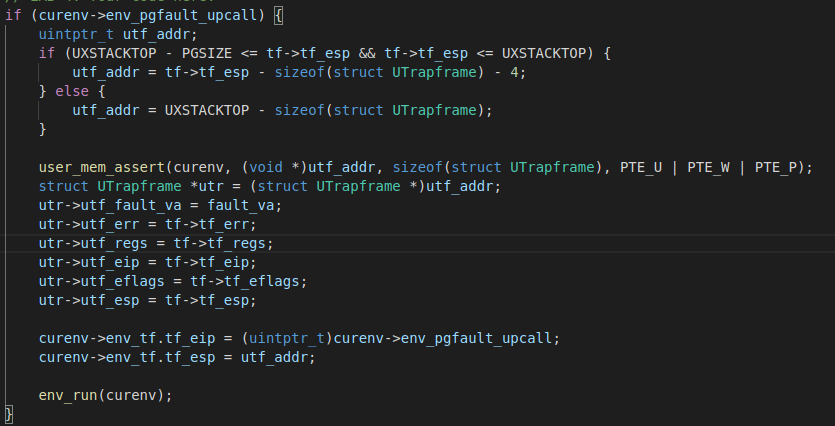 if (curenv->env_pgfault_upcall) {
    uintptr_t utf_addr;
    if (UXSTACKTOP - PGSIZE <= tf->tf_esp && tf->tf_esp <= UXSTACKTOP) {
        utf_addr = tf->tf_esp - sizeof(struct UTrapframe) - 4;
    } else {
        utf_addr = UXSTACKTOP - sizeof(struct UTrapframe);
    }

    user_mem_assert(curenv, (void *)utf_addr, sizeof(struct UTrapframe), PTE_U | PTE_W | PTE_P);
    struct UTrapframe *utr = (struct UTrapframe *)utf_addr;
    utr->utf_fault_va = fault_va;
    utr->utf_err = tf->tf_err;
    utr->utf_regs = tf->tf_regs;
    utr->utf_eip = tf->tf_eip;
    utr->utf_eflags = tf->tf_eflags;
    utr->utf_esp = tf->tf_esp;

    curenv->env_tf.tf_eip = (uintptr_t)curenv->env_pgfault_upcall;
    curenv->env_tf.tf_esp = utf_addr;

    env_run(curenv);
}